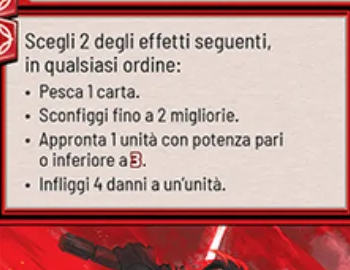 Scegli 2 degli effetti seguenti,
in qualsiasi ordine:
• Pesca 1 carta.
• Sconfiggi fino a 2 migliorie.
• Appronta 1 unità con potenza pari
o inferiore a 3.
• Infliggi 4 danni a un'unità.